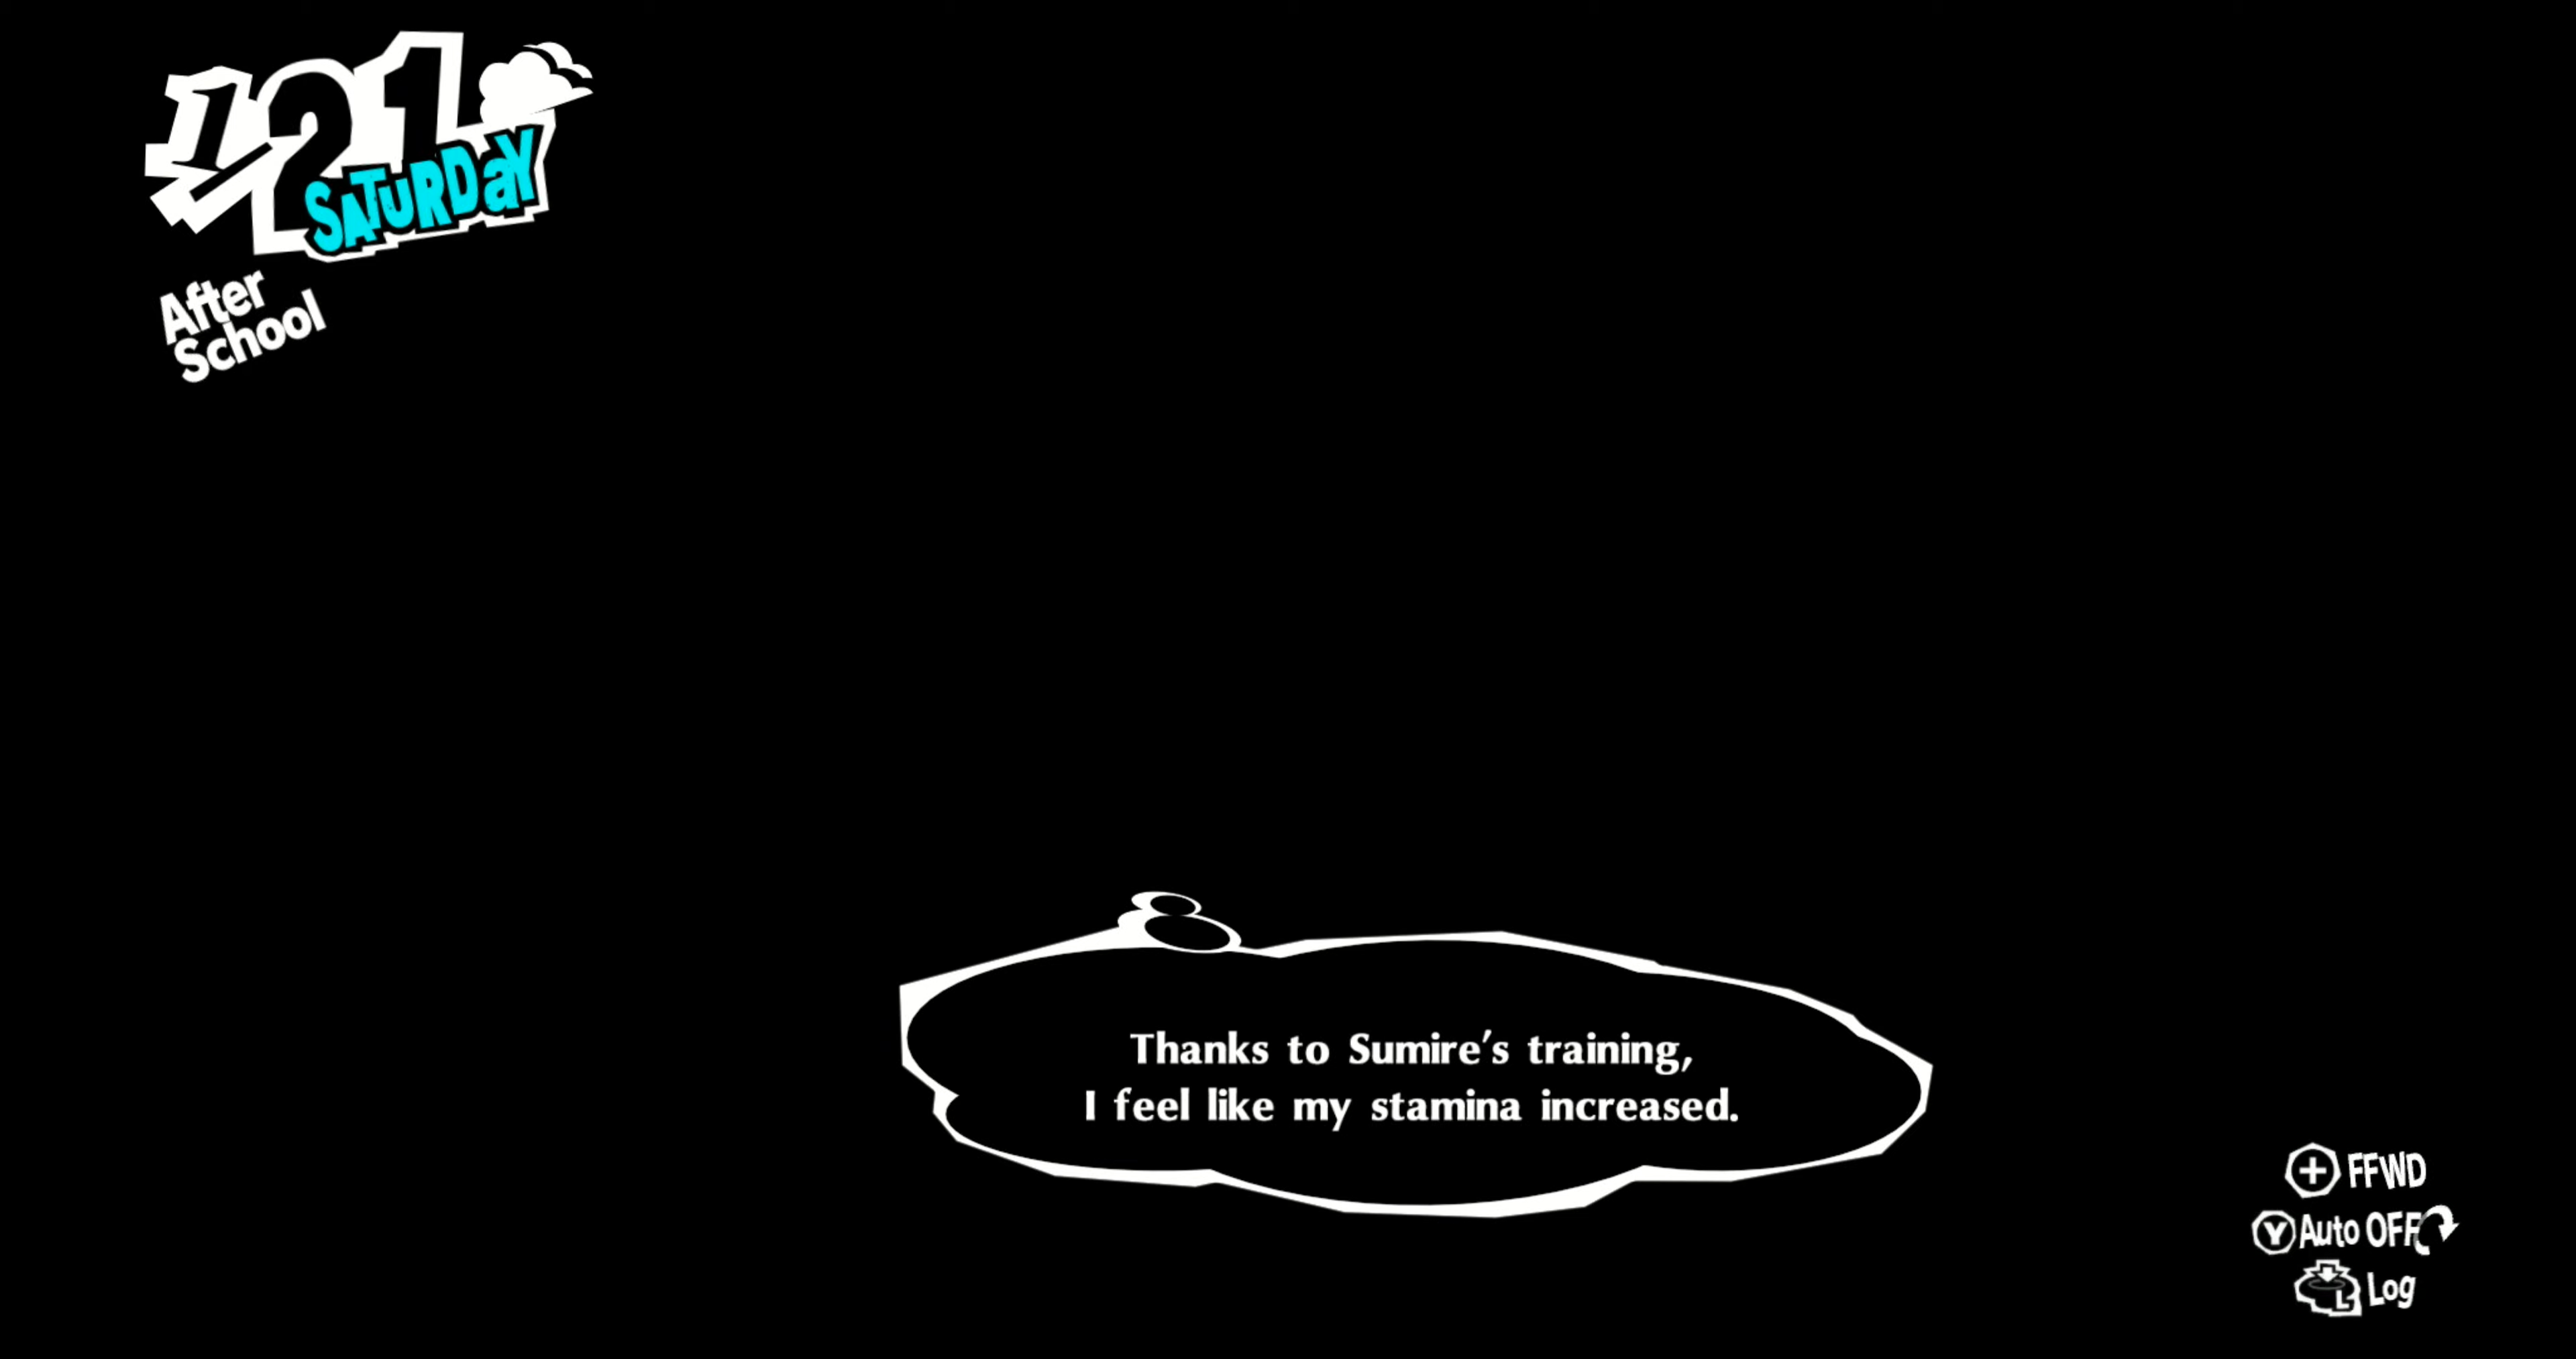 1/21
SATURDaY
After
School
Thanks to Sumire's training,
I feel like my stamina increased.
+ FFWD
Y Auto OFF
L Log